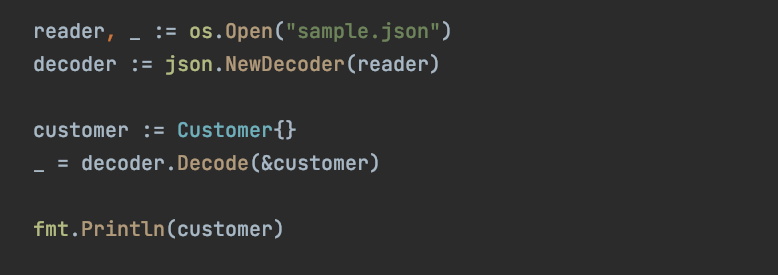 reader, _ := os.Open("sample.json")
decoder := json.NewDecoder(reader)
customer := Customer{}
_ = decoder.Decode(&customer)
fmt.Println(customer)